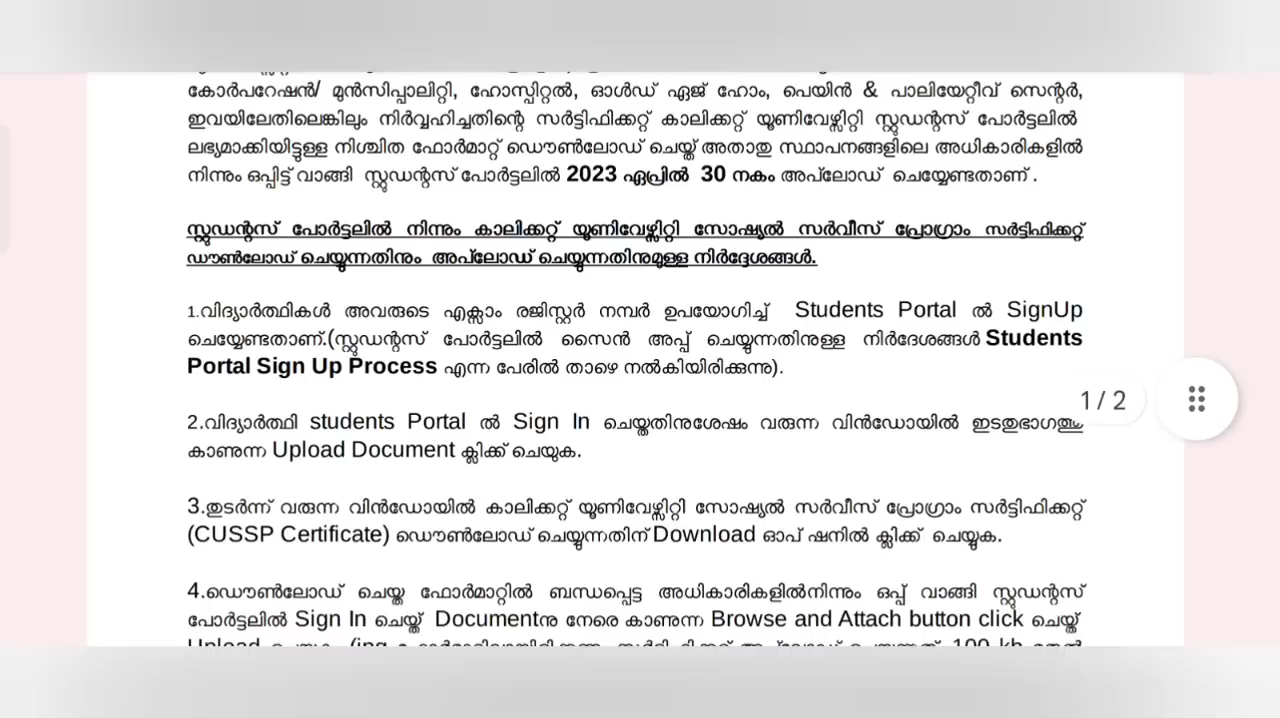 കോർപറേഷൻ/ മുൻസിപ്പാലിറ്റി, ഹോസ്പിറ്റൽ, ഓൾഡ് ഏജ് ഹോം, പെയിൻ & പാലിയേറ്റീവ് സെന്റർ,
ഇവയിലേതിലെങ്കിലും നിർവ്വഹിച്ചതിന്റെ സർട്ടിഫിക്കറ്റ് കാലിക്കറ്റ് യൂണിവേഴ്സിറ്റി സ്റ്റുഡന്റസ് പോർട്ടലിൽ
ലഭ്യമാക്കിയിട്ടുള്ള നിശ്ചിത ഫോർമാറ്റ് ഡൌൺലോഡ് ചെയ്ത് അതാതു സ്ഥാപനങ്ങളിലെ അധികാരികളിൽ
നിന്നും ഒപ്പിട്ട് വാങ്ങി സ്റ്റുഡന്റസ് പോർട്ടലിൽ 2023 ഏപ്രിൽ 30 നകം അപ്‌ലോഡ് ചെയ്യേണ്ടതാണ് .
സ്റ്റുഡന്റസ് പോർട്ടലിൽ നിന്നും കാലിക്കറ്റ് യൂണിവേഴ്സിറ്റി സോഷ്യൽ സർവീസ് പ്രോഗ്രാം സർട്ടിഫിക്കറ്റ്
ഡൗൺലോഡ് ചെയ്യുന്നതിനും അപ്‌ലോഡ് ചെയ്യുന്നതിനുമുള്ള നിർദ്ദേശങ്ങൾ.
1.വിദ്യാർത്ഥികൾ അവരുടെ എക്സാം രജിസ്റ്റർ നമ്പർ ഉപയോഗിച്ച് Students Portal ൽ SignUp
ചെയ്യേണ്ടതാണ്.(സ്റ്റുഡന്റസ് പോർട്ടലിൽ സൈൻ അപ്പ് ചെയ്യുന്നതിനുള്ള നിർദേശങ്ങൾ Students
Portal Sign Up Process എന്ന പേരിൽ താഴെ നൽകിയിരിക്കുന്നു).
2.വിദ്യാർത്ഥി students Portal ൽ Sign In ചെയ്തതിനുശേഷം വരുന്ന വിൻഡോയിൽ ഇടതുഭാഗത്തു
കാണുന്ന Upload Document ക്ലിക്ക് ചെയുക.
1 / 2
3.തുടർന്ന് വരുന്ന വിൻഡോയിൽ കാലിക്കറ്റ് യൂണിവേഴ്സിറ്റി സോഷ്യൽ സർവീസ് പ്രോഗ്രാം സർട്ടിഫിക്കറ്റ്
(CUSSP Certificate) ഡൌൺലോഡ് ചെയ്യുന്നതിന് Download ഓപ് ഷനിൽ ക്ലിക്ക് ചെയ്യുക.
4.ഡൌൺലോഡ് ചെയ്ത ഫോർമാറ്റിൽ ബന്ധപ്പെട്ട അധികാരികളിൽനിന്നും ഒപ്പ് വാങ്ങി സ്റ്റുഡന്റസ്
പോർട്ടലിൽ Sign In ചെയ്ത് Documentനു നേരെ കാണുന്ന Browse and Attach button click ചെയ്ത്